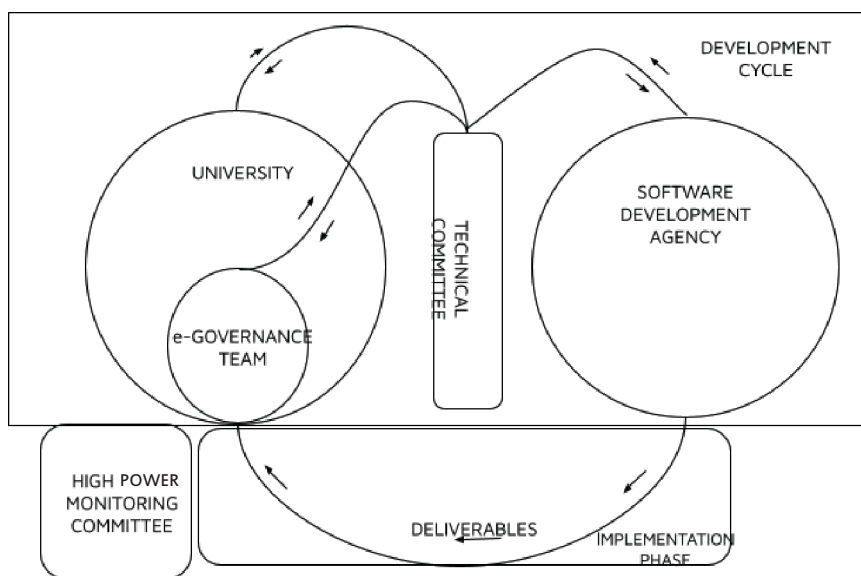 DEVELOPMENT
CYCLE
UNIVERSITY
TECHNICAL
COMMITTEE
SOFTWARE
DEVELOPMENT
AGENCY
e-GOVERNANCE
TEAM
HIGH POWER
MONITORING
COMMITTEE
DELIVERABLES
IMPLEMENTATION
PHASE